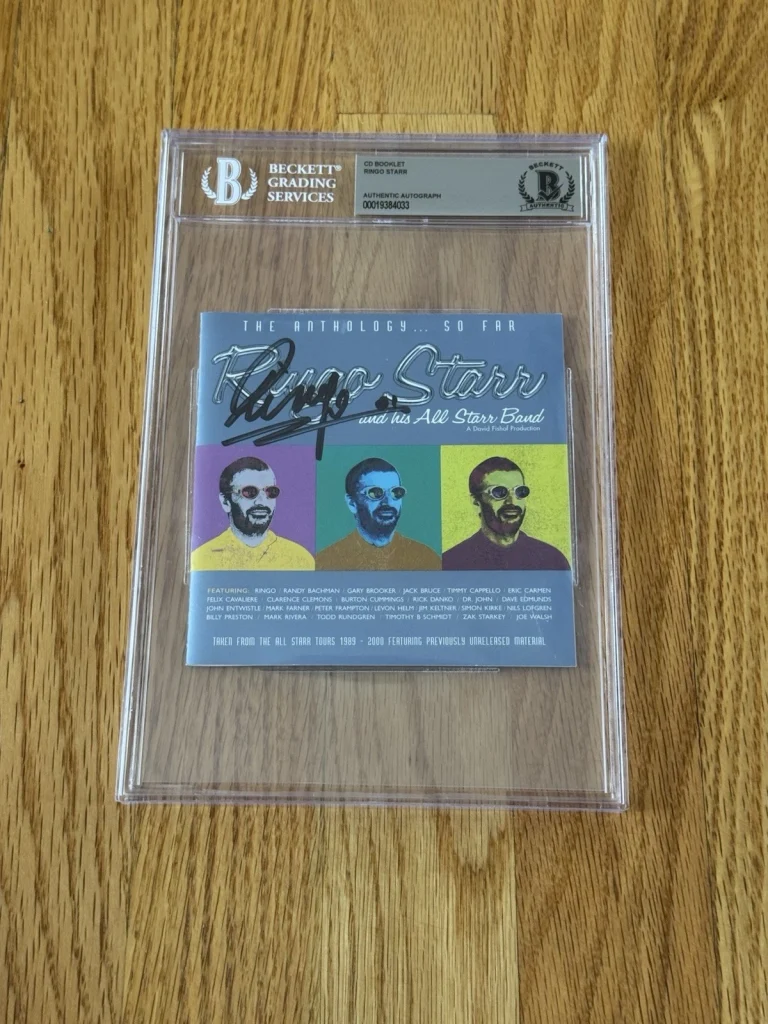 B
BECKETT®
GRADING
SERVICES
CD BOOKLET
RINGO STARR
AUTHENTIC AUTOGRAPH
00019384033
BECKETT
B
AUTHENTIC
THE ANTHOLOGY... SO FAR
Ringo Starr
Ringo
and his All Starr Band
A David Fishof Production
FEATURING: RINGO / RANDY BACHMAN / GARY BROOKER / JACK BRUCE / TIMMY CAPPELLO / ERIC CARMEN
FELIX CAVALIERE / CLARENCE CLEMONS / BURTON CUMMINGS / RICK DANKO / DR. JOHN / DAVE EDMUNDS
JOHN ENTWISTLE / MARK FARNER / PETER FRAMPTON / LEVON HELM / JIM KELTNER / SIMON KIRKE / NILS LOFGREN
BILLY PRESTON / MARK RIVERA / TODD RUNDGREN / TIMOTHY B SCHMIDT / ZAK STARKEY / JOE WALSH
TAKEN FROM THE ALL STARR TOURS 1989 - 2000 FEATURING PREVIOUSLY UNRELEASED MATERIAL